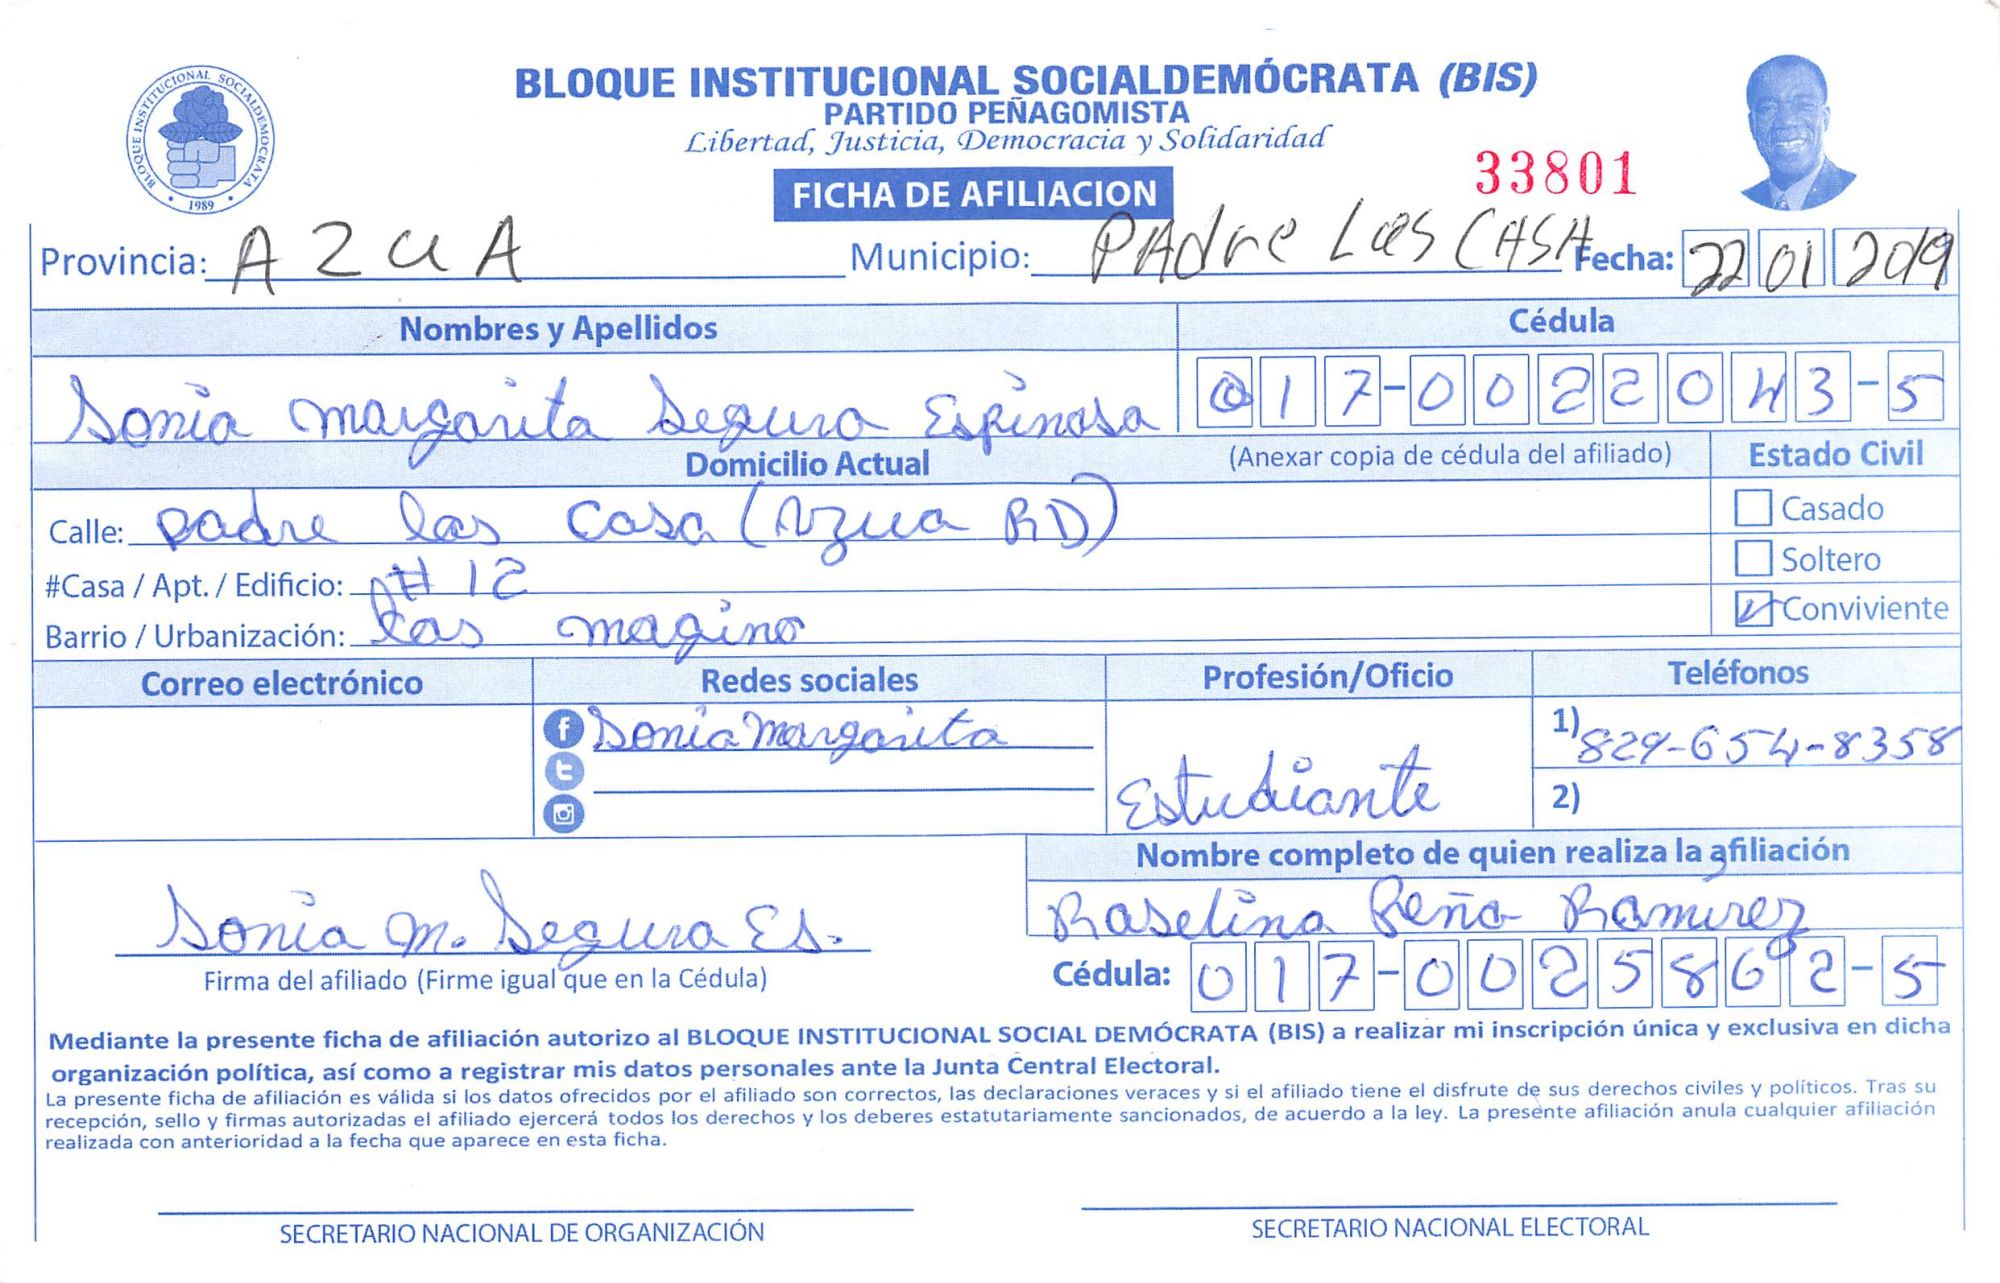 BLOQUE INSTITUCIONAL SOCIALDEMÓCRATA
1989
BLOQUE INSTITUCIONAL SOCIALDEMÓCRATA (BIS)
PARTIDO PEÑAGOMISTA
Libertad, Justicia, Democracia y Solidaridad
33801
FICHA DE AFILIACION
Provincia: AZUA Municipio: PAdre Las CASA Fecha: 22 01 2019
Nombres y Apellidos Cédula
Sonia margarita Segura Espinosa 017-0022043-5
Domicilio Actual (Anexar copia de cédula del afiliado) Estado Civil
Calle: padre las casa (Azua RD) Casado
#Casa / Apt. / Edificio: #12 Soltero
Barrio / Urbanización: las Conviviente
Correo electrónico Redes sociales Profesión/Oficio Teléfonos
Sonia Margarita Estudiante 1) 829-654-8358
2)
Nombre completo de quien realiza la afiliación
Sonia M. Segura Es. Raselina Peña Ramirez
Firma del afiliado (Firme igual que en la Cédula) Cédula: 017-0025862-5
Mediante la presente ficha de afiliación autorizo al BLOQUE INSTITUCIONAL SOCIAL DEMÓCRATA (BIS) a realizar mi inscripción única y exclusiva en dicha
organización política, así como a registrar mis datos personales ante la Junta Central Electoral.
La presente ficha de afiliación es válida si los datos ofrecidos por el afiliado son correctos, las declaraciones veraces y si el afiliado tiene el disfrute de sus derechos civiles y políticos. Tras su
recepción, sello y firmas autorizadas el afiliado ejercerá todos los derechos y los deberes estatutariamente sancionados, de acuerdo a la ley. La presente afiliación anula cualquier afiliación
realizada con anterioridad a la fecha que aparece en esta ficha.
SECRETARIO NACIONAL DE ORGANIZACIÓN SECRETARIO NACIONAL ELECTORAL